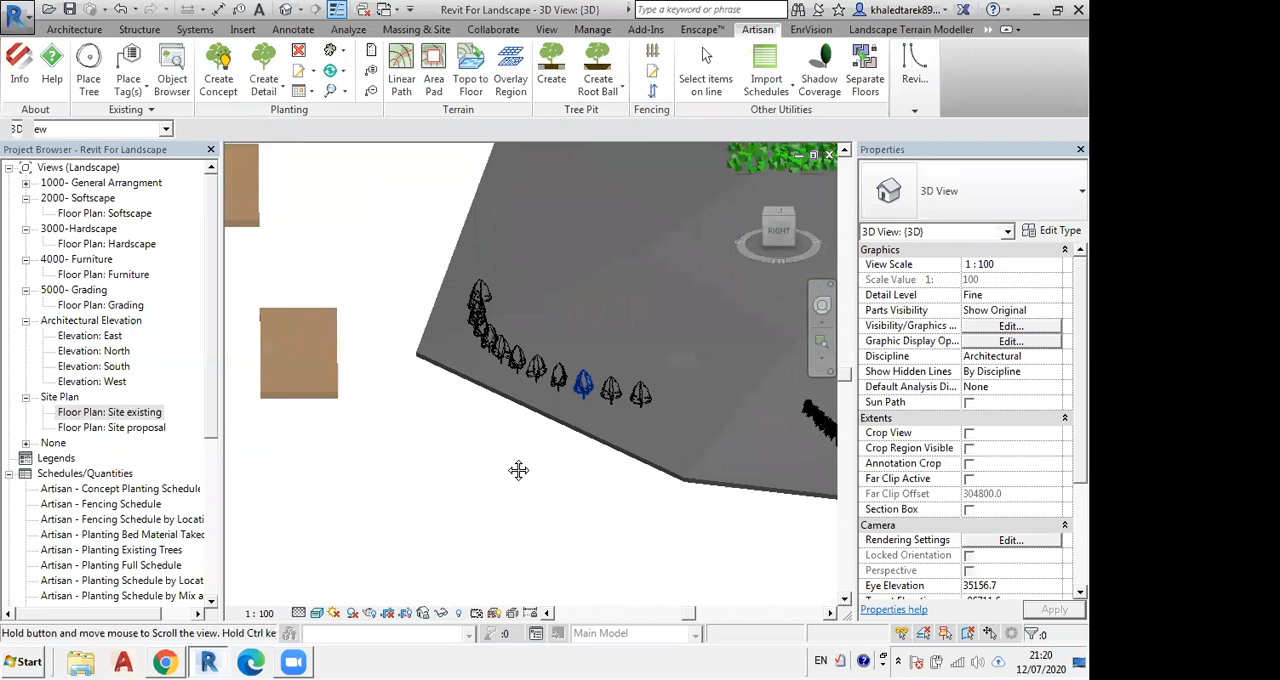 Revit For Landscape - 3D View: {3D}
Type a keyword or phrase
khaledtarek89...
Architecture Structure Systems Insert Annotate Analyze Massing & Site Collaborate View Manage Add-Ins Enscape™ Artisan EnVision Landscape Terrain Modeller
Info Help Place Tree Place Tag(s) Object Browser Create Concept Create Detail Linear Path Area Pad Topo to Floor Overlay Region Create Create Root Ball Select items on line Import Schedules Shadow Coverage Separate Floors Revi...
About Existing Planting Terrain Tree Pit Fencing Other Utilities
Project Browser - Revit For Landscape
Views (Landscape)
1000- General Arrangment
2000- Softscape
Floor Plan: Softscape
3000-Hardscape
Floor Plan: Hardscape
4000- Furniture
Floor Plan: Furniture
5000- Grading
Floor Plan: Grading
Architectural Elevation
Elevation: East
Elevation: North
Elevation: South
Elevation: West
Site Plan
Floor Plan: Site existing
Floor Plan: Site proposal
None
Legends
Schedules/Quantities
Artisan - Concept Planting Schedule
Artisan - Fencing Schedule
Artisan - Fencing Schedule by Locati
Artisan - Planting Bed Material Takec
Artisan - Planting Existing Trees
Artisan - Planting Full Schedule
Artisan - Planting Schedule by Locat
Artisan - Planting Schedule by Mix a
RIGHT
1 : 100
Properties
3D View
3D View: {3D} Edit Type
Graphics
View Scale 1 : 100
Scale Value 1: 100
Detail Level Fine
Parts Visibility Show Original
Visibility/Graphics ... Edit...
Graphic Display Op... Edit...
Discipline Architectural
Show Hidden Lines By Discipline
Default Analysis Di... None
Sun Path
Extents
Crop View
Crop Region Visible
Annotation Crop
Far Clip Active
Far Clip Offset 304800.0
Section Box
Camera
Rendering Settings Edit...
Locked Orientation
Perspective
Eye Elevation 35156.7
Properties help Apply
Hold button and move mouse to Scroll the view. Hold Ctr ke
:0 Main Model :0
Start EN 21:20
12/07/2020